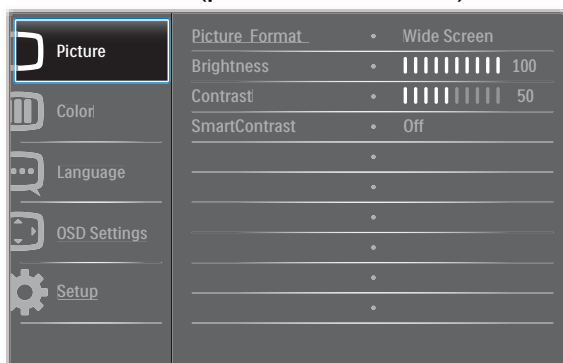 Picture
Color
Language
OSD Settings
Setup
Picture Format • Wide Screen
Brightness • 100
Contrast • 50
SmartContrast • Off